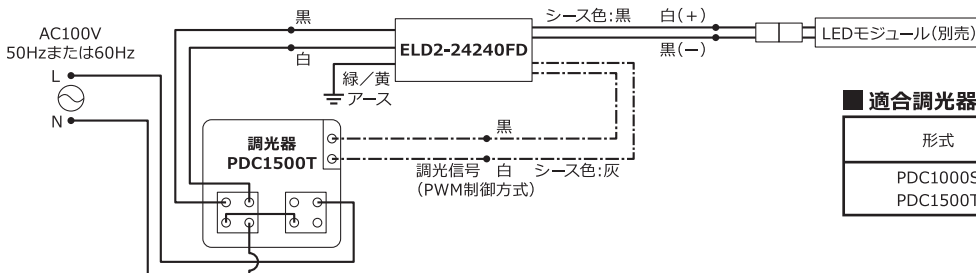 AC100V
50Hzまたは60Hz
L
N
黒
白
ELD2-24240FD
緑／黄
アース
シース色：黒
白(+)
黒(−)
LEDモジュール(別売)
調光器
PDC1500T
黒
調光信号 白 シース色：灰
(PWM制御方式)
■ 適合調光器
形式
PDC1000S
PDC1500T